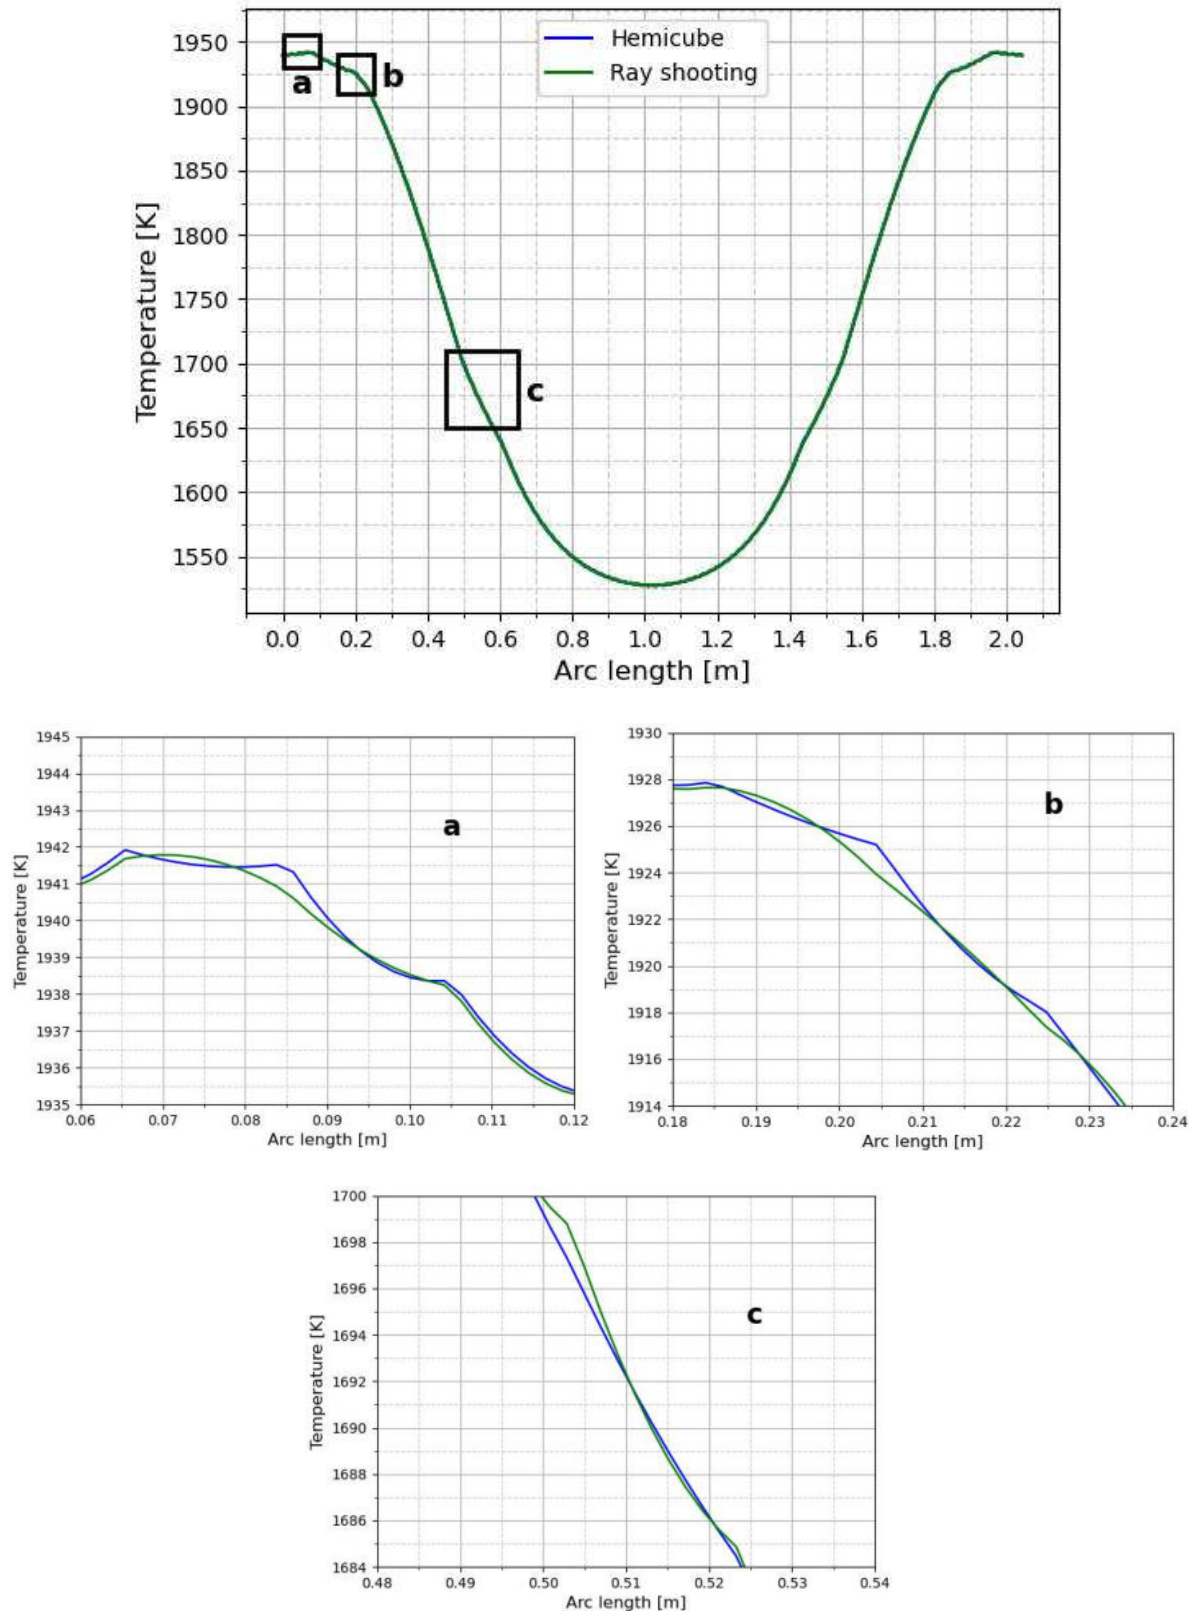 Hemicube
Ray shooting
1950
1900
1850
1800
1750
1700
1650
1600
1550
Temperature [K]
a
b
c
0.0 0.2 0.4 0.6 0.8 1.0 1.2 1.4 1.6 1.8 2.0
Arc length [m]
1945
1944
1943
1942
1941
1940
1939
1938
1937
1936
1935
Temperature [K]
a
0.06 0.07 0.08 0.09 0.10 0.11 0.12
Arc length [m]
1930
1928
1926
1924
1922
1920
1918
1916
1914
Temperature [K]
b
0.18 0.19 0.20 0.21 0.22 0.23 0.24
Arc length [m]
1700
1698
1696
1694
1692
1690
1688
1686
1684
Temperature [K]
c
0.48 0.49 0.50 0.51 0.52 0.53 0.54
Arc length [m]